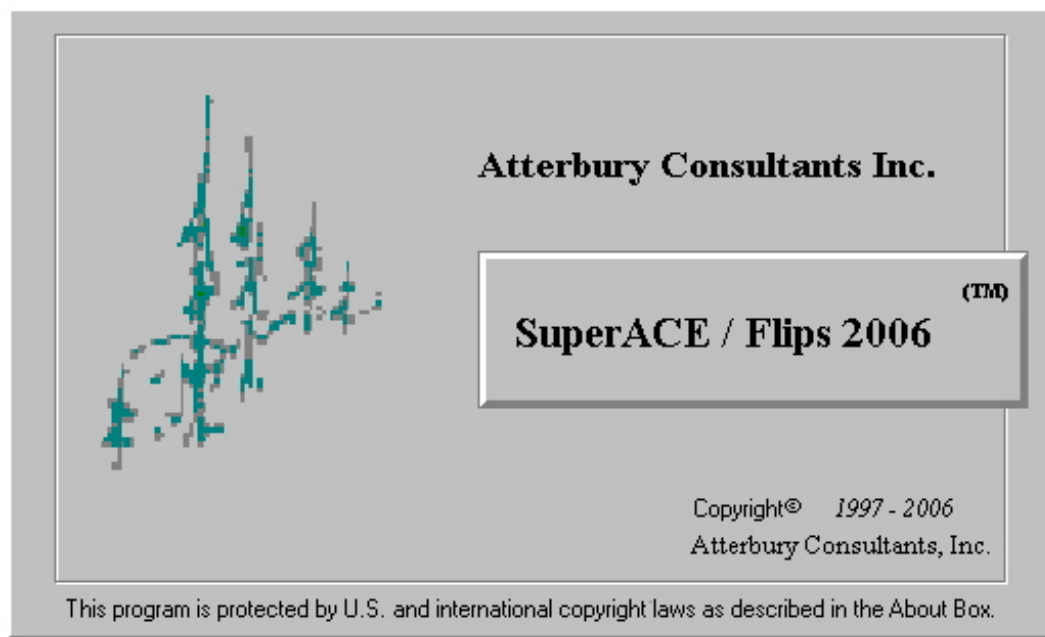 Atterbury Consultants Inc.
(TM)
SuperACE / Flips 2006
Copyright© 1997 - 2006
Atterbury Consultants, Inc.
This program is protected by U.S. and international copyright laws as described in the About Box.